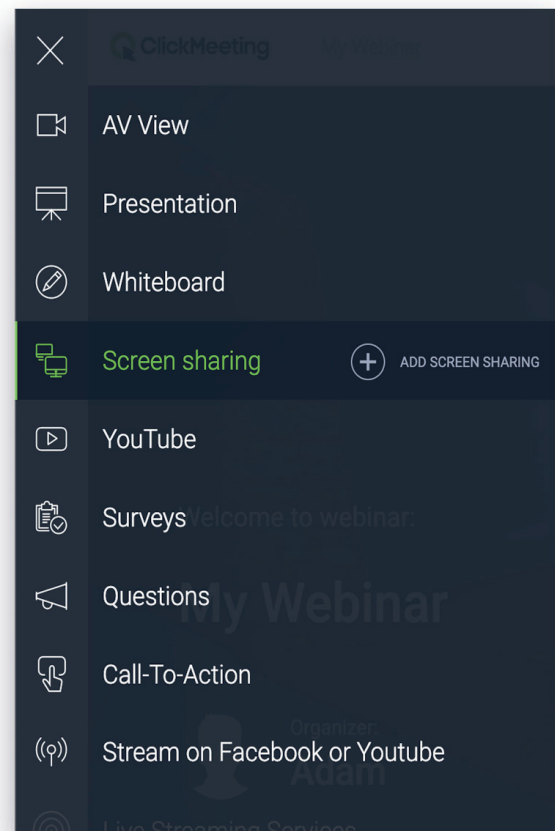 ClickMeeting My Webinar
AV View
Presentation
Whiteboard
Screen sharing
ADD SCREEN SHARING
YouTube
Surveys
Welcome to webinar:
Questions
My Webinar
Call-To-Action
Organizer:
Stream on Facebook or Youtube
Adam
Live Streaming Services